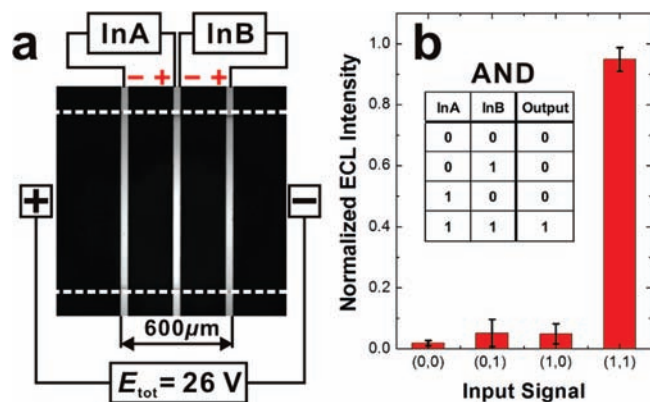 a
InA
InB
− + − +
+
−
600μm
E_tot = 26 V
b
Normalized ECL Intensity
1.0
0.8
0.6
0.4
0.2
0.0
AND
InA InB Output
0 0 0
0 1 0
1 0 0
1 1 1
(0,0) (0,1) (1,0) (1,1)
Input Signal